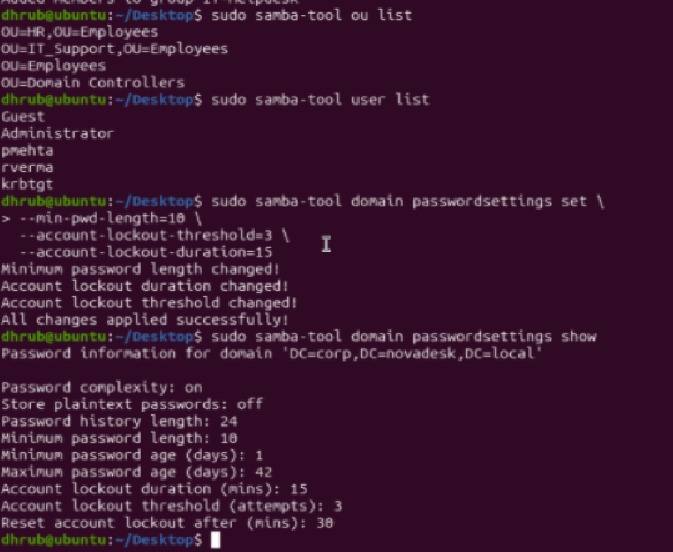 Added members to group IT-Helpdesk
dhrub@ubuntu:~/Desktop$ sudo samba-tool ou list
OU=HR,OU=Employees
OU=IT_Support,OU=Employees
OU=Employees
OU=Domain Controllers
dhrub@ubuntu:~/Desktop$ sudo samba-tool user list
Guest
Administrator
pmehta
rverma
krbtgt
dhrub@ubuntu:~/Desktop$ sudo samba-tool domain passwordsettings set \
> --min-pwd-length=10 \
  --account-lockout-threshold=3 \
  --account-lockout-duration=15
Minimum password length changed!
Account lockout duration changed!
Account lockout threshold changed!
All changes applied successfully!
dhrub@ubuntu:~/Desktop$ sudo samba-tool domain passwordsettings show
Password information for domain 'DC=corp,DC=novadesk,DC=local'

Password complexity: on
Store plaintext passwords: off
Password history length: 24
Minimum password length: 10
Minimum password age (days): 1
Maximum password age (days): 42
Account lockout duration (mins): 15
Account lockout threshold (attempts): 3
Reset account lockout after (mins): 30
dhrub@ubuntu:~/Desktop$